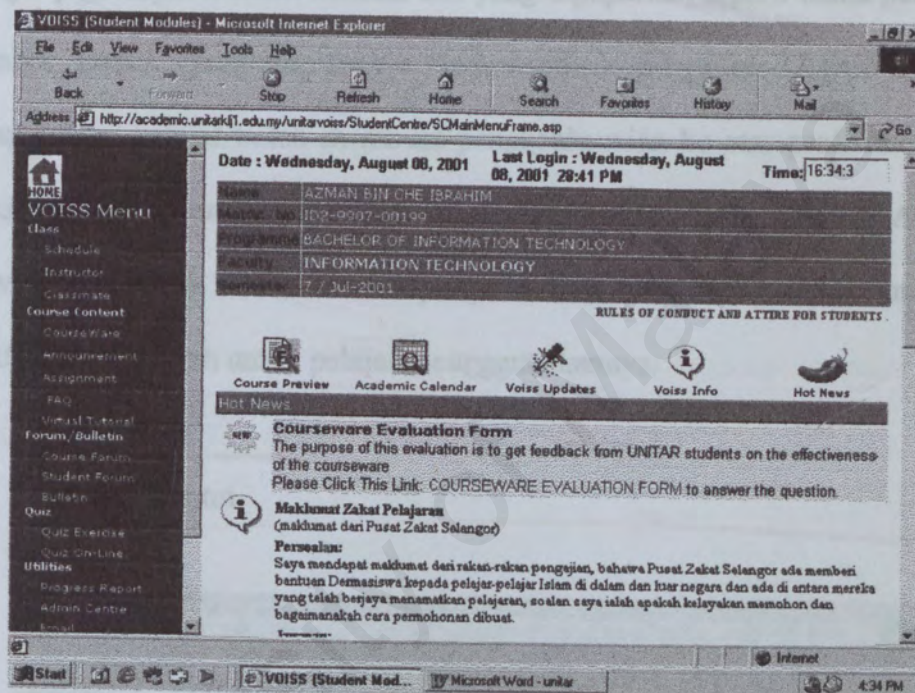 VOISS (Student Modules) - Microsoft Internet Explorer
File Edit View Favorites Tools Help
Back Forward Stop Refresh Home Search Favorites History Mail
Address http://academic.unitarklj1.edu.my/unitarvoiss/StudentCentre/SCMainMenuFrame.asp Go
HOME
VOISS Menu
Class
Schedule
Instructor
Classmate
Course Content
Courseware
Announcement
Assignment
FAQ
Virtual Tutorial
Forum/Bulletin
Course Forum
Student Forum
Bulletin
Quiz
Quiz Exercise
Quiz On-Line
Utilities
Progress Report
Admin Centre
Email
Date : Wednesday, August 08, 2001 Last Login : Wednesday, August
08, 2001 28:41 PM Time: 16:34:3
Name AZMAN BIN CHE IBRAHIM
Matric No ID2-9907-00199
Programme BACHELOR OF INFORMATION TECHNOLOGY
Faculty INFORMATION TECHNOLOGY
Semester 7 / Jul-2001
RULES OF CONDUCT AND ATTIRE FOR STUDENTS .
Course Preview Academic Calendar Voiss Updates Voiss Info Hot News
Hot News
NEW Courseware Evaluation Form
The purpose of this evaluation is to get feedback from UNITAR students on the effectiveness
of the courseware
Please Click This Link: COURSEWARE EVALUATION FORM to answer the question.
Maklumat Zakat Pelajaran
(maklumat dari Pusat Zakat Selangor)
Persoalan:
Saya mendapat maklumat dari rakan-rakan pengajian, bahawa Pusat Zakat Selangor ada memberi
bantuan Dermasiswa kepada pelajar-pelajar Islam di dalam dan luar negara dan ada di antara mereka
yang telah berjaya menamatkan pelajaran, soalan saya ialah apakah kelayakan memohon dan
bagaimanakah cara permohonan dibuat.
Internet
Start VOISS (Student Mod... Microsoft Word - unitar 4:34 PM